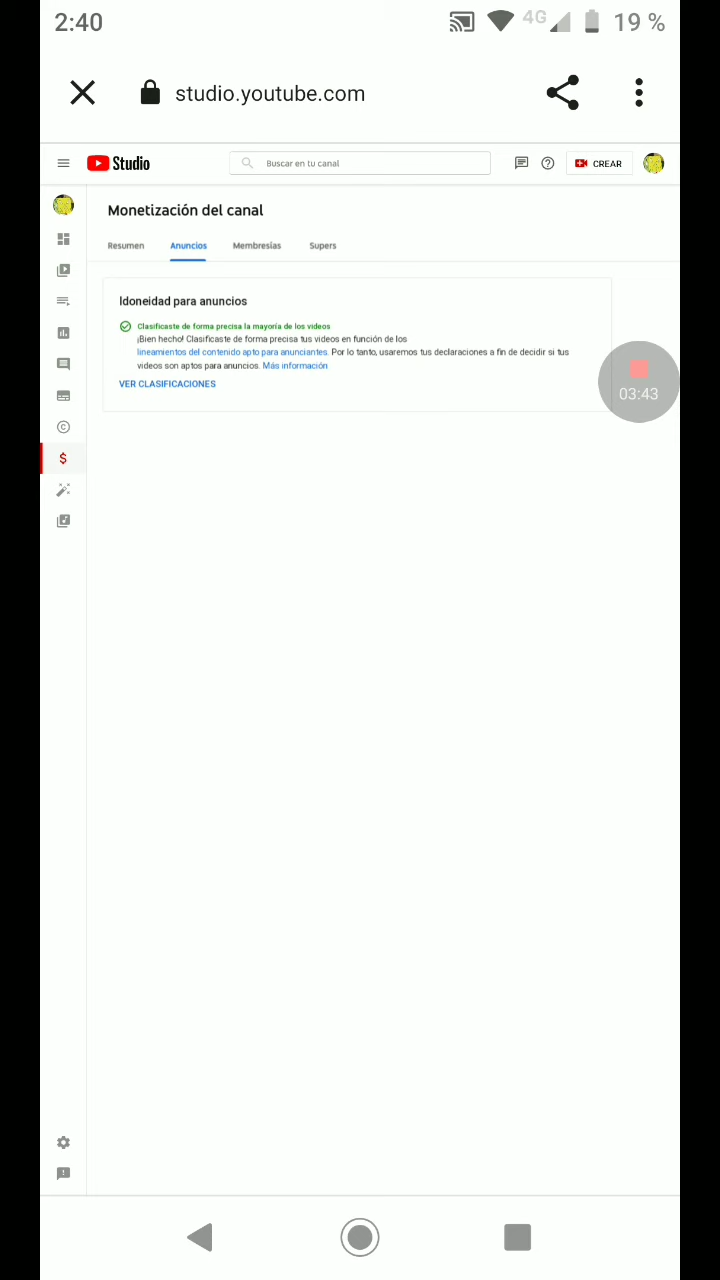 2:40
4G
19 %
studio.youtube.com
Studio
Buscar en tu canal
CREAR
Monetización del canal
Resumen
Anuncios
Membresías
Supers
Idoneidad para anuncios
Clasificaste de forma precisa la mayoría de los videos
¡Bien hecho! Clasificaste de forma precisa tus videos en función de los
lineamientos del contenido apto para anunciantes. Por lo tanto, usaremos tus declaraciones a fin de decidir si tus
videos son aptos para anuncios. Más información
VER CLASIFICACIONES
03:43